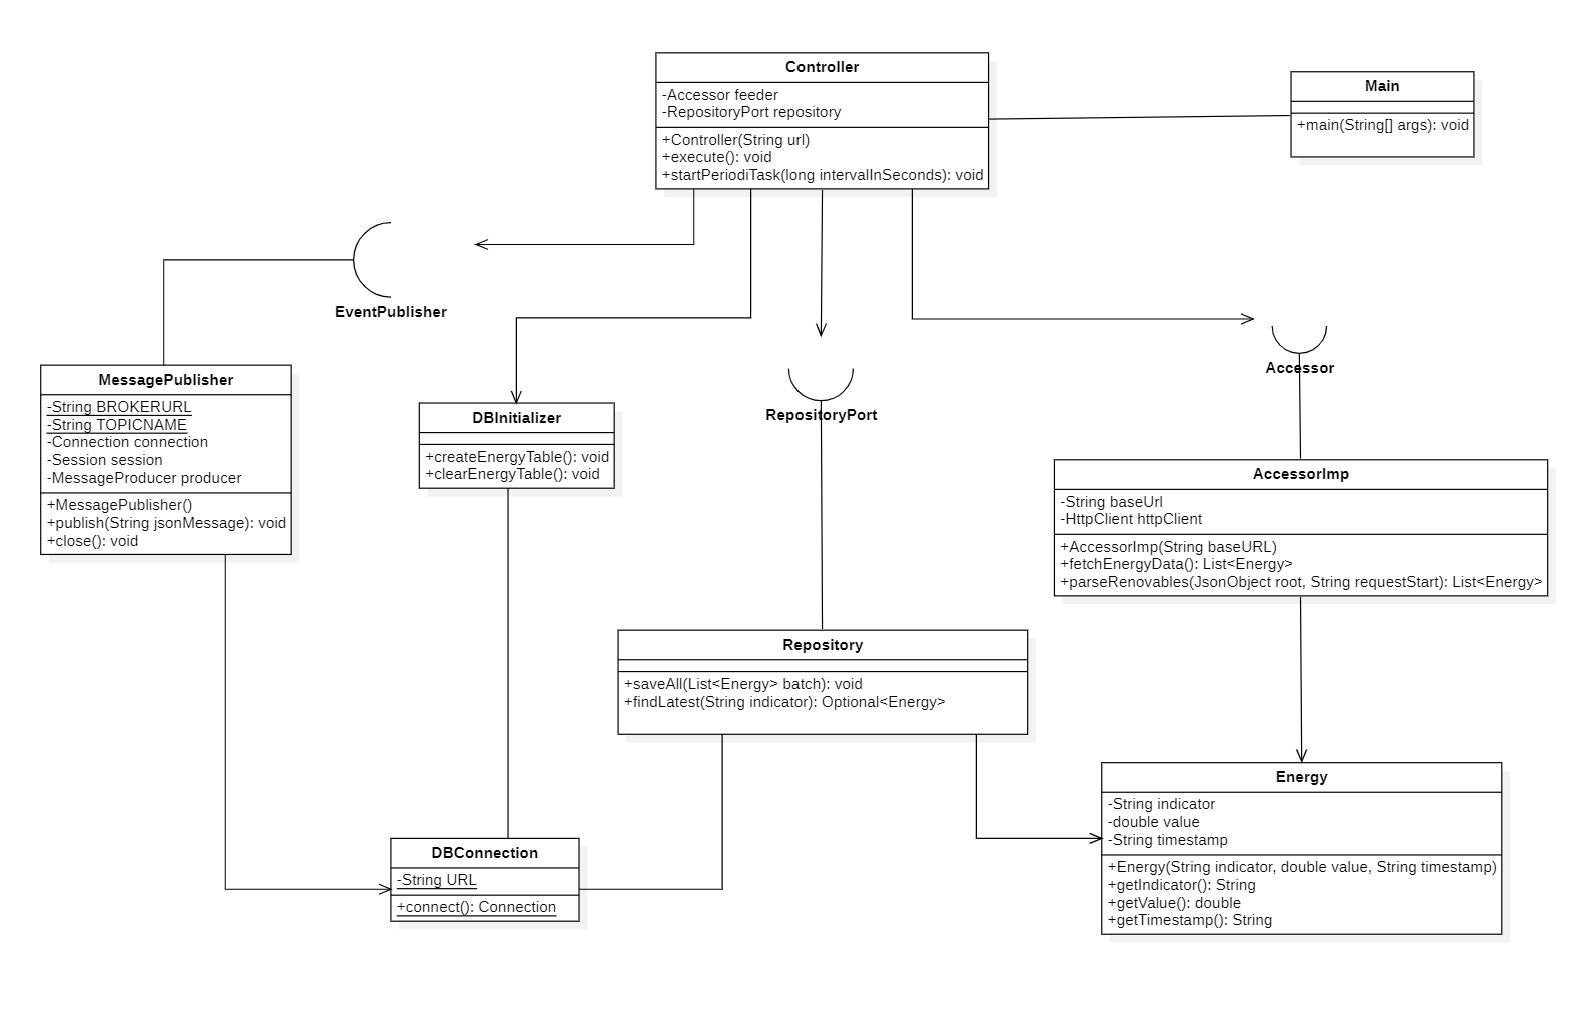 Controller
-Accessor feeder
-RepositoryPort repository
+Controller(String url)
+execute(): void
+startPeriodiTask(long intervalInSeconds): void
Main
+main(String[] args): void
EventPublisher
MessagePublisher
-String BROKERURL
-String TOPICNAME
-Connection connection
-Session session
-MessageProducer producer
+MessagePublisher()
+publish(String jsonMessage): void
+close(): void
DBInitializer
+createEnergyTable(): void
+clearEnergyTable(): void
RepositoryPort
Accessor
AccessorImp
-String baseUrl
-HttpClient httpClient
+AccessorImp(String baseURL)
+fetchEnergyData(): List<Energy>
+parseRenovables(JsonObject root, String requestStart): List<Energy>
Repository
+saveAll(List<Energy> batch): void
+findLatest(String indicator): Optional<Energy>
DBConnection
-String URL
+connect(): Connection
Energy
-String indicator
-double value
-String timestamp
+Energy(String indicator, double value, String timestamp)
+getIndicator(): String
+getValue(): double
+getTimestamp(): String